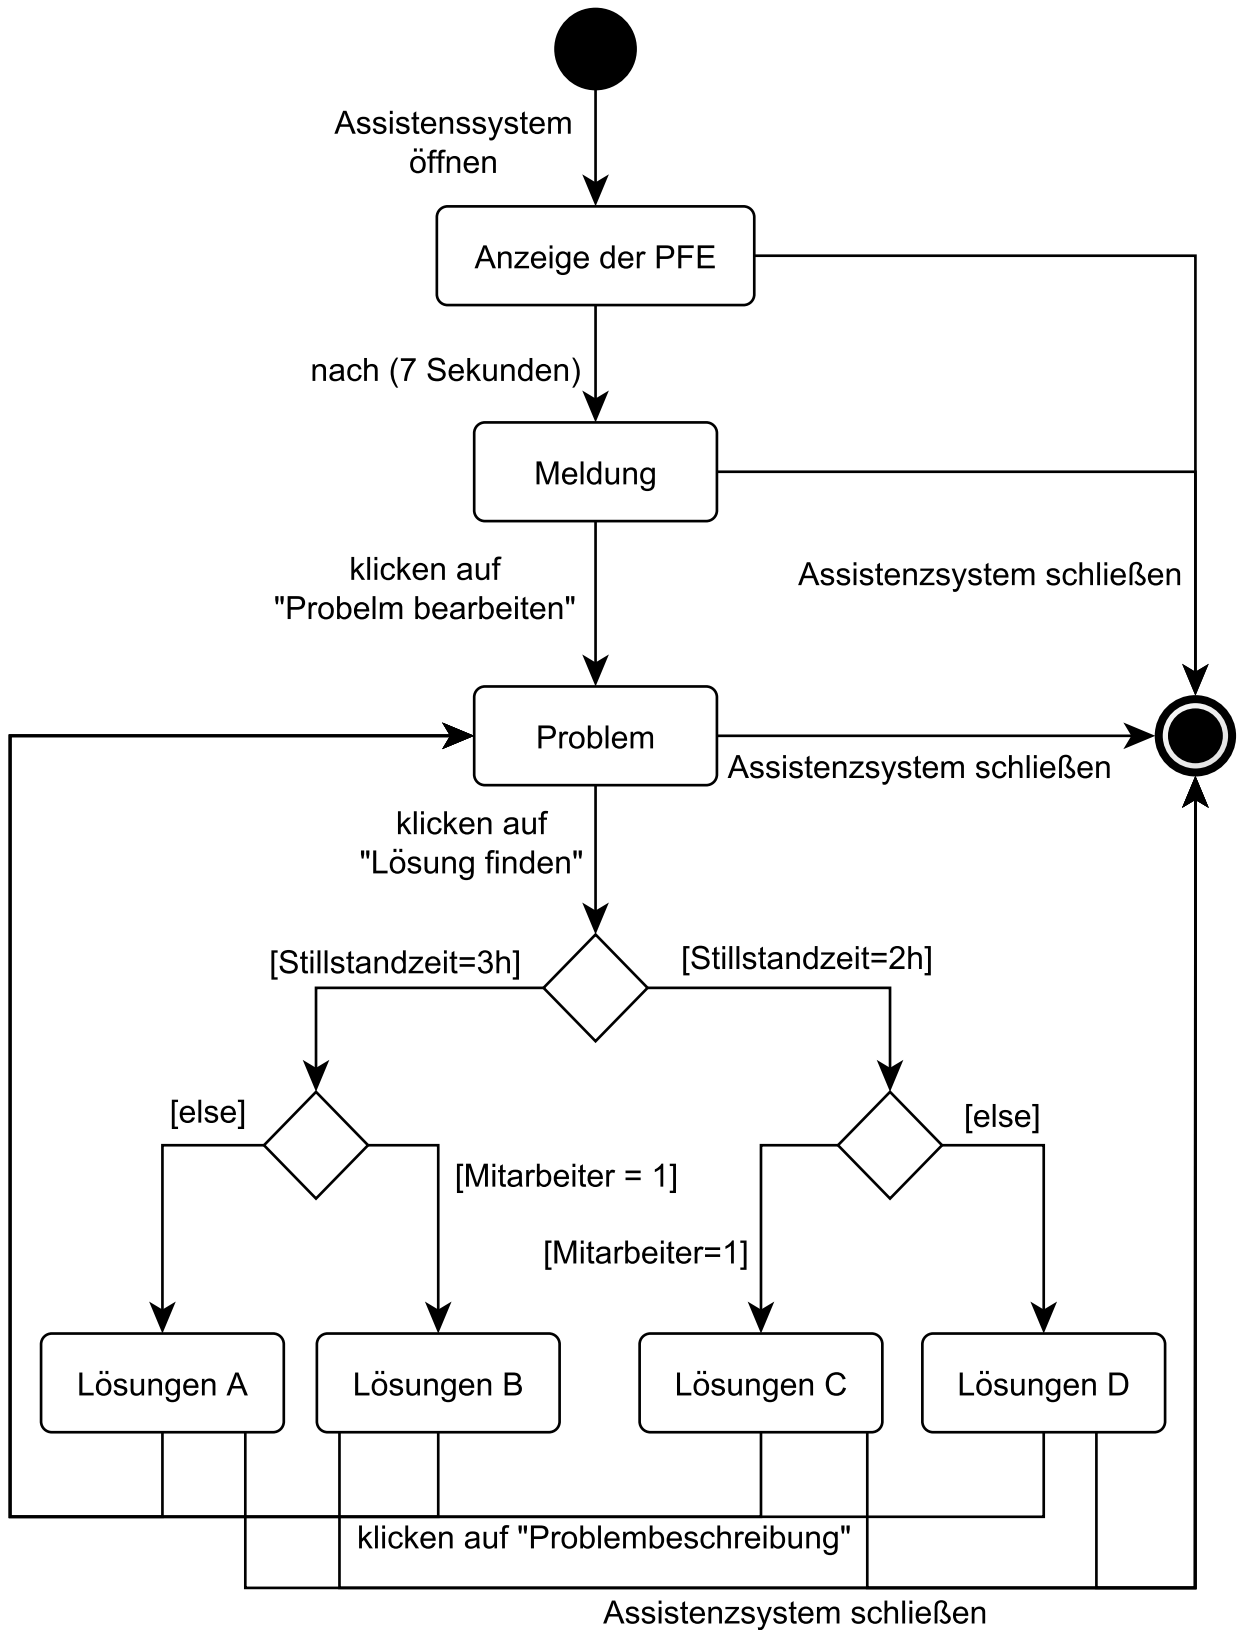 Assistenssystem
öffnen
Anzeige der PFE
nach (7 Sekunden)
Meldung
klicken auf
"Probelm bearbeiten"
Assistenzsystem schließen
Problem
Assistenzsystem schließen
klicken auf
"Lösung finden"
[Stillstandzeit=3h]
[Stillstandzeit=2h]
[else]
[else]
[Mitarbeiter = 1]
[Mitarbeiter=1]
Lösungen A
Lösungen B
Lösungen C
Lösungen D
klicken auf "Problembeschreibung"
Assistenzsystem schließen